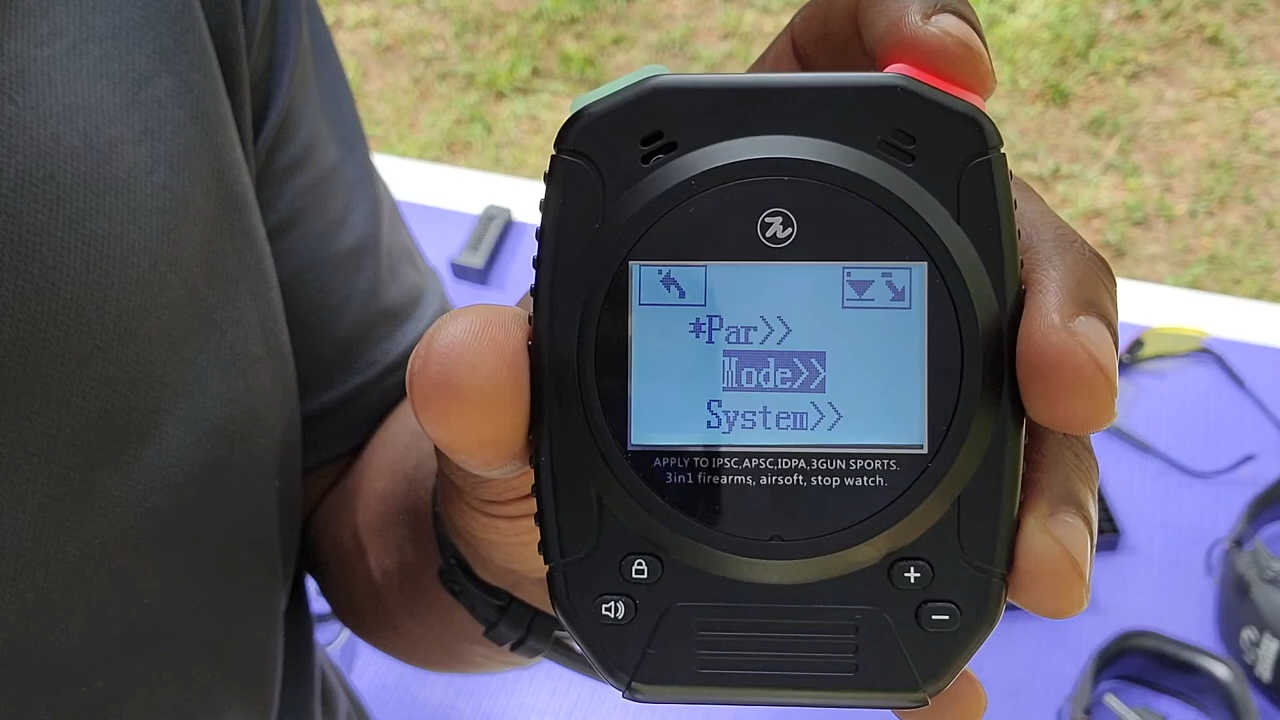 *Par>>
Mode>>
System>>
APPLY TO IPSC,APSC,IDPA,3GUN SPORTS.
3in1 firearms, airsoft, stop watch.
+
−